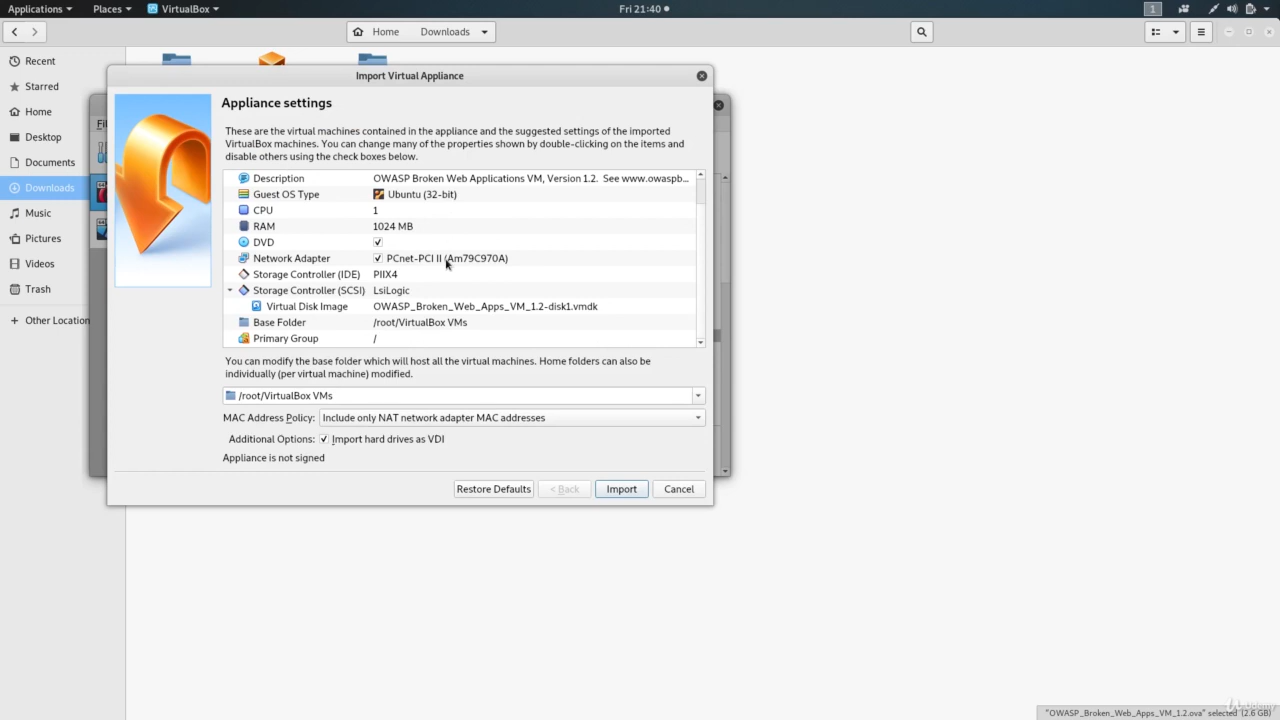 Applications
Places
VirtualBox
Fri 21:40
1
Home
Downloads
Recent
Starred
Home
Desktop
Documents
Downloads
Music
Pictures
Videos
Trash
Other Location
Import Virtual Appliance
Appliance settings
These are the virtual machines contained in the appliance and the suggested settings of the imported
VirtualBox machines. You can change many of the properties shown by double-clicking on the items and
disable others using the check boxes below.
Description OWASP Broken Web Applications VM, Version 1.2. See www.owaspb...
Guest OS Type Ubuntu (32-bit)
CPU 1
RAM 1024 MB
DVD
Network Adapter PCnet-PCI II (Am79C970A)
Storage Controller (IDE) PIIX4
Storage Controller (SCSI) LsiLogic
Virtual Disk Image OWASP_Broken_Web_Apps_VM_1.2-disk1.vmdk
Base Folder /root/VirtualBox VMs
Primary Group /
You can modify the base folder which will host all the virtual machines. Home folders can also be
individually (per virtual machine) modified.
/root/VirtualBox VMs
MAC Address Policy: Include only NAT network adapter MAC addresses
Additional Options: Import hard drives as VDI
Appliance is not signed
Restore Defaults
< Back
Import
Cancel
"OWASP_Broken_Web_Apps_VM_1.2.ova" selected (2.6 GB)
Udemy